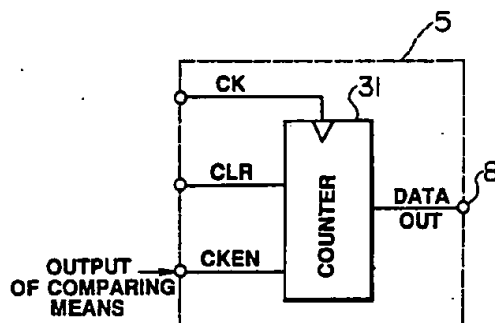 5
CK
31
CLR
COUNTER
DATA
OUT
8
CKEN
OUTPUT
OF COMPARING
MEANS